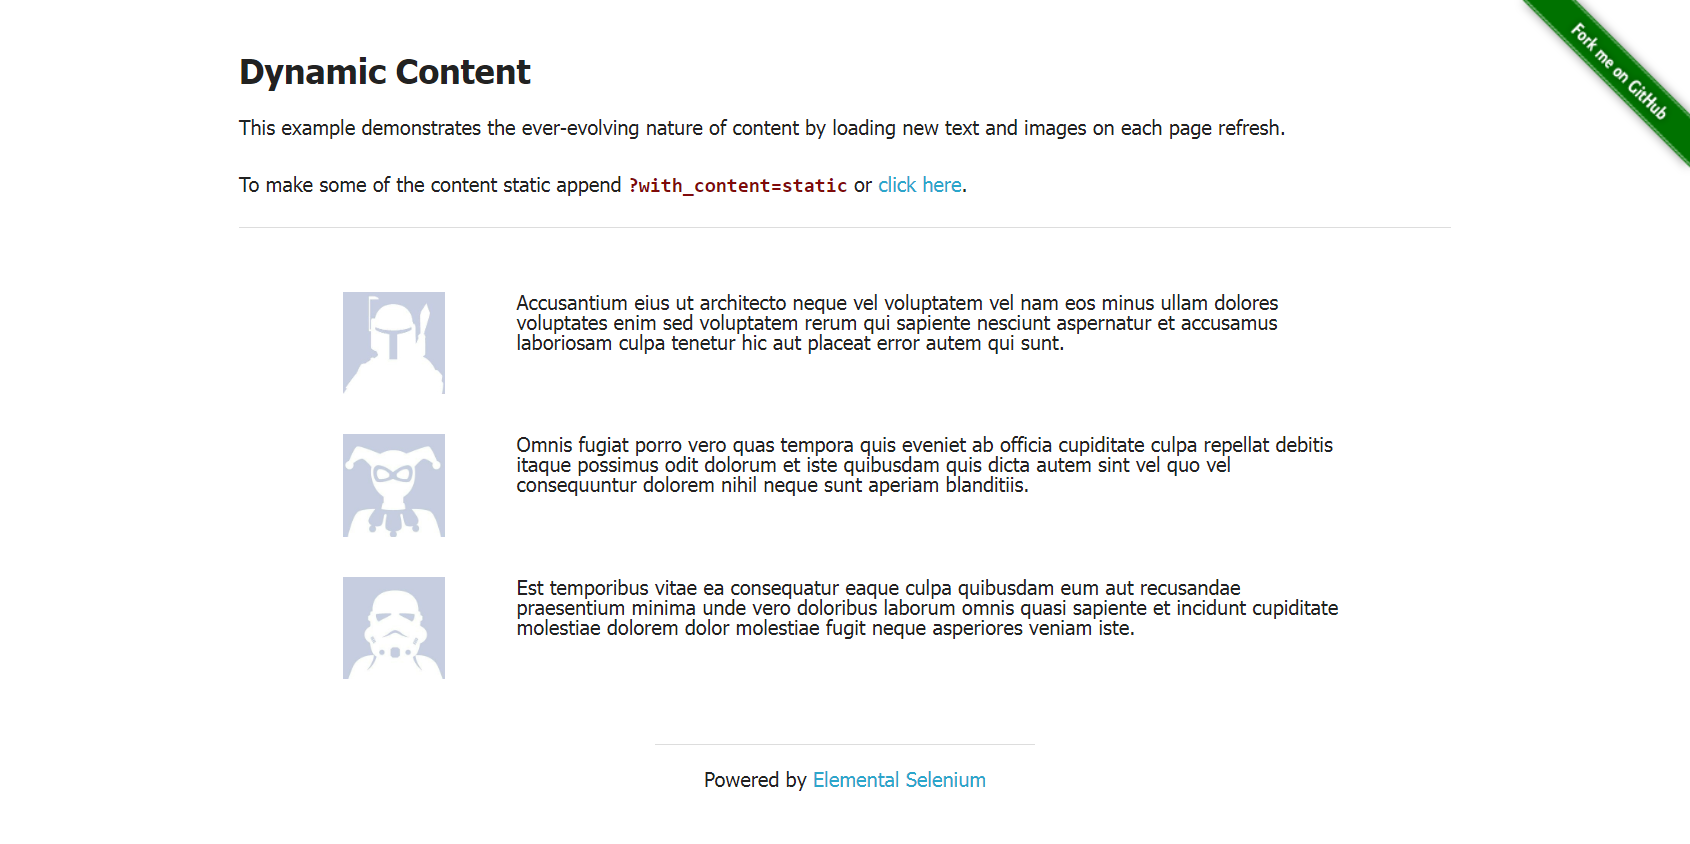 Fork me on GitHub
Dynamic Content
This example demonstrates the ever-evolving nature of content by loading new text and images on each page refresh.
To make some of the content static append ?with_content=static or click here.
Accusantium eius ut architecto neque vel voluptatem vel nam eos minus ullam dolores
voluptates enim sed voluptatem rerum qui sapiente nesciunt aspernatur et accusamus
laboriosam culpa tenetur hic aut placeat error autem qui sunt.
Omnis fugiat porro vero quas tempora quis eveniet ab officia cupiditate culpa repellat debitis
itaque possimus odit dolorum et iste quibusdam quis dicta autem sint vel quo vel
consequuntur dolorem nihil neque sunt aperiam blanditiis.
Est temporibus vitae ea consequatur eaque culpa quibusdam eum aut recusandae
praesentium minima unde vero doloribus laborum omnis quasi sapiente et incidunt cupiditate
molestiae dolorem dolor molestiae fugit neque asperiores veniam iste.
Powered by Elemental Selenium